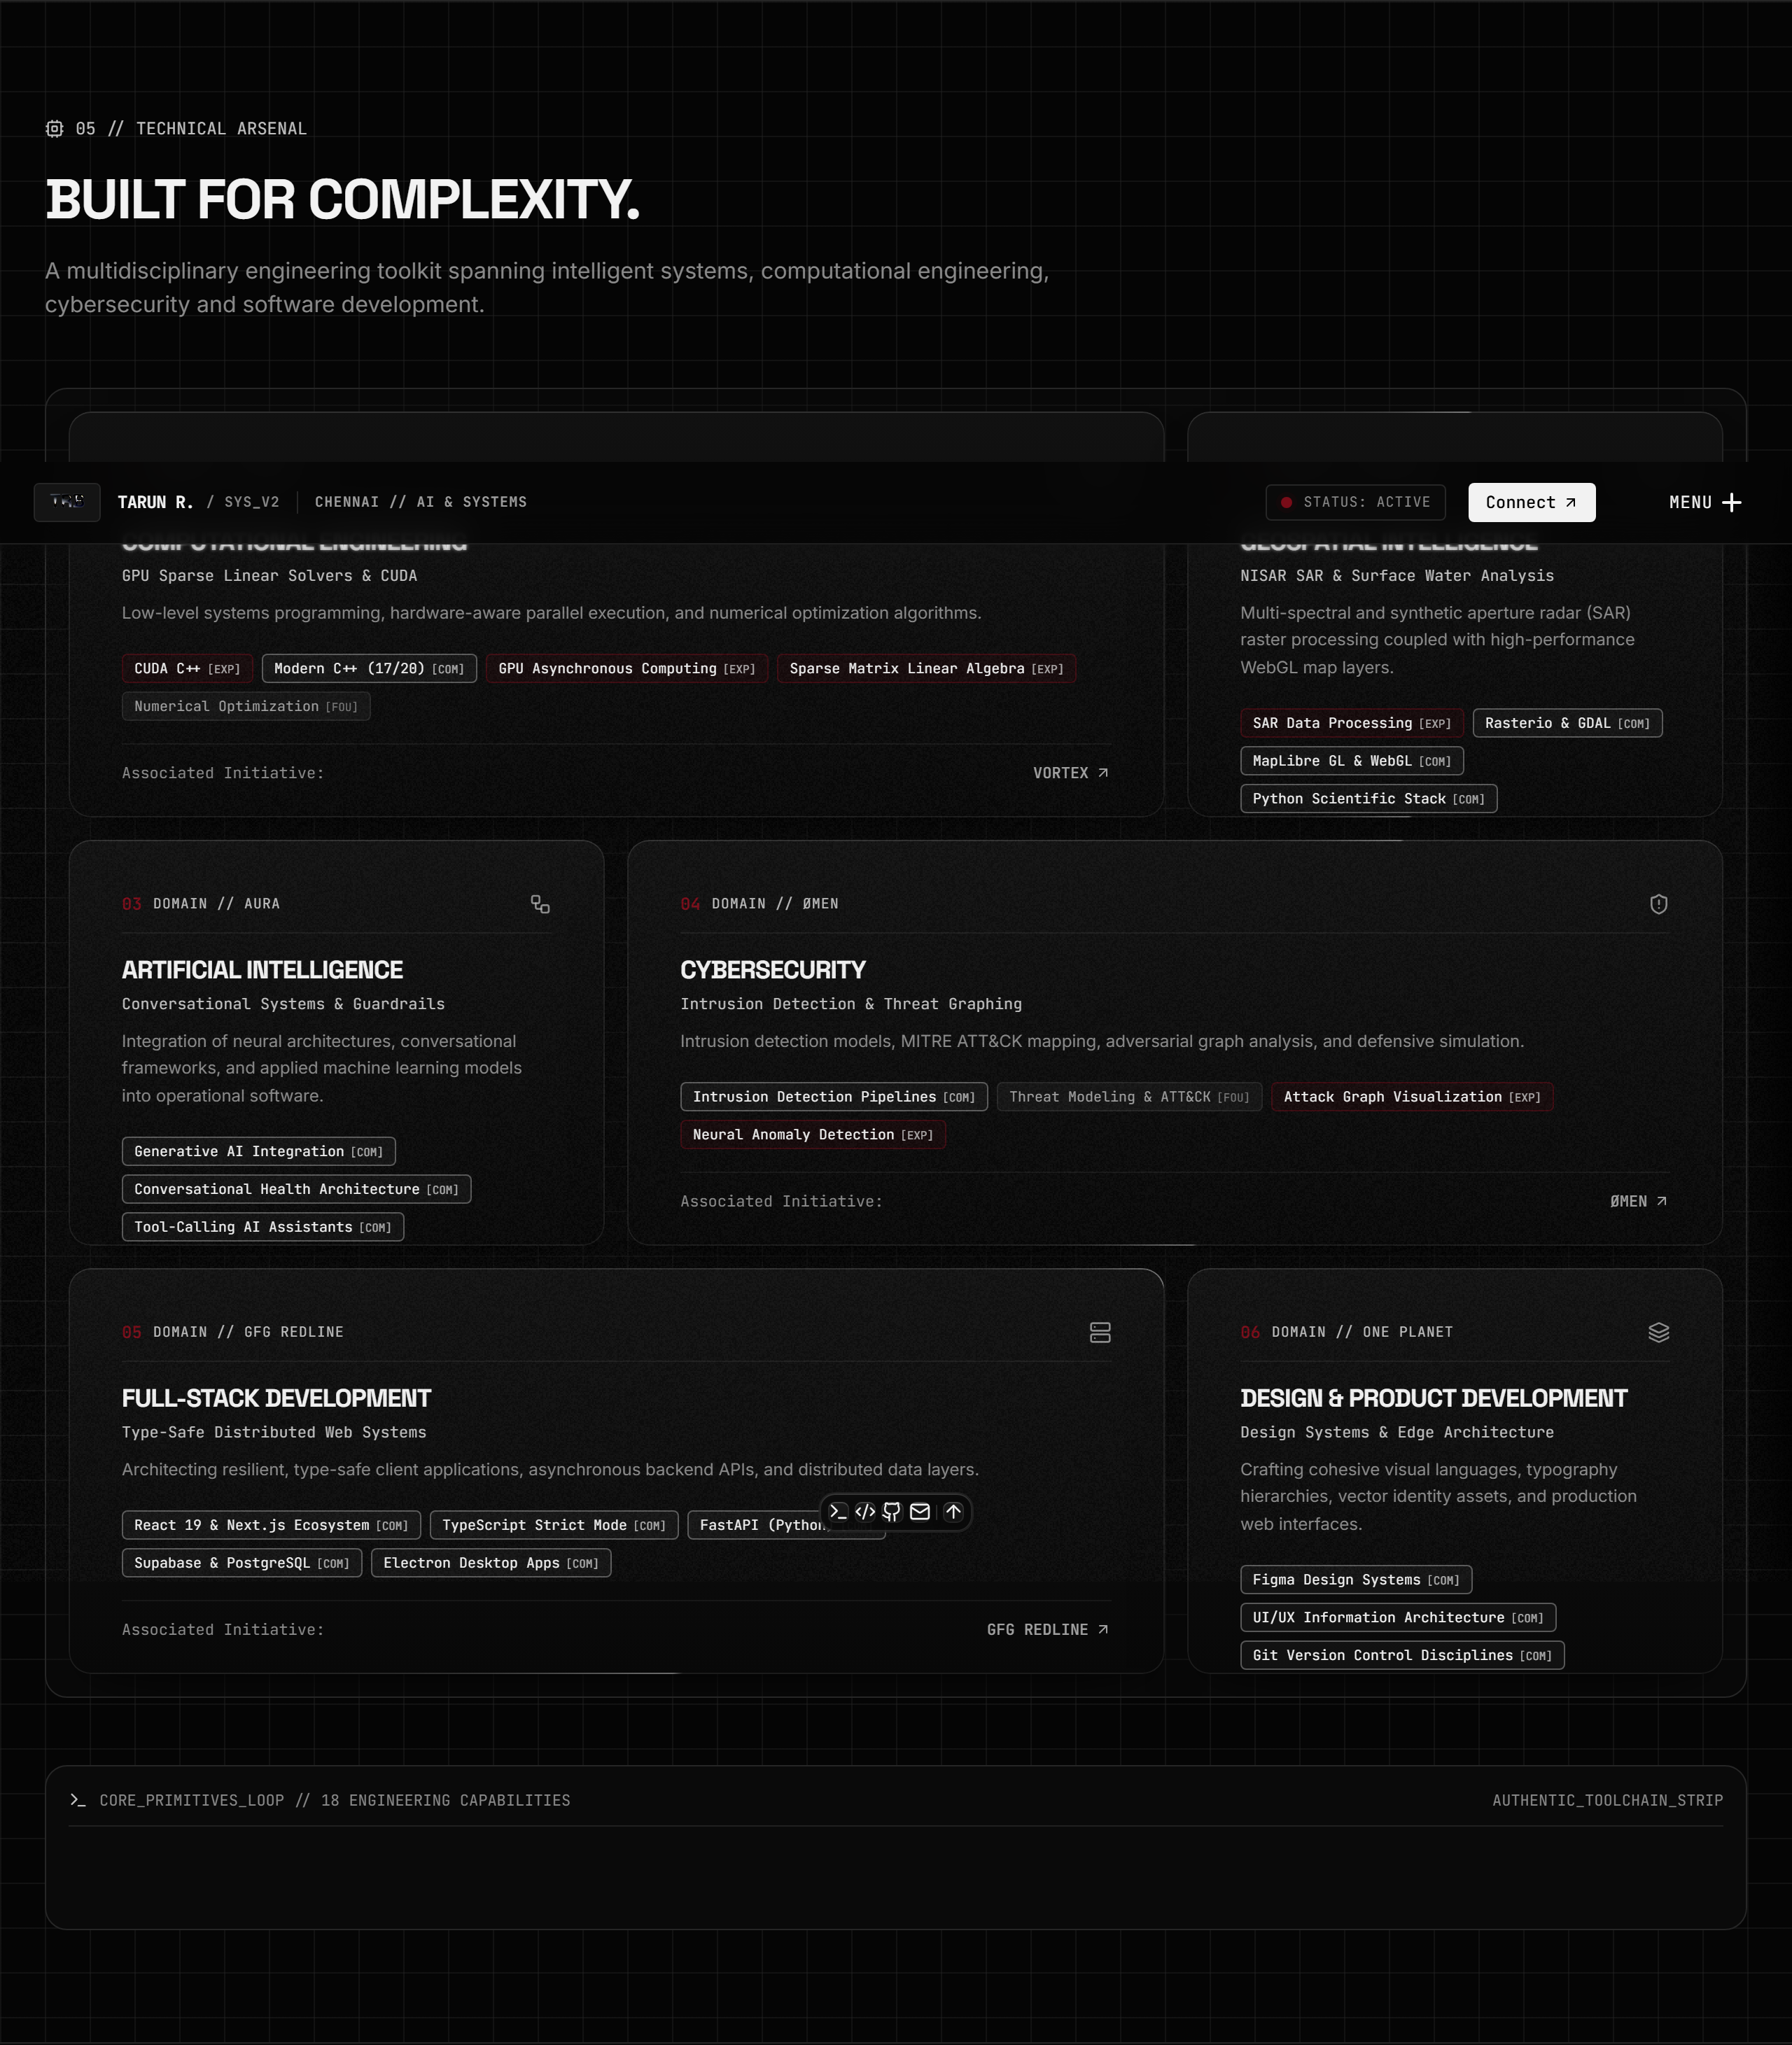 05 // TECHNICAL ARSENAL
BUILT FOR COMPLEXITY.
A multidisciplinary engineering toolkit spanning intelligent systems, computational engineering,
cybersecurity and software development.
TARUN R. / SYS_V2 CHENNAI // AI & SYSTEMS
STATUS: ACTIVE
Connect
MENU
COMPUTATIONAL ENGINEERING
GPU Sparse Linear Solvers & CUDA
Low-level systems programming, hardware-aware parallel execution, and numerical optimization algorithms.
CUDA C++ [EXP] Modern C++ (17/20) [COM] GPU Asynchronous Computing [EXP] Sparse Matrix Linear Algebra [EXP]
Numerical Optimization [FOU]
Associated Initiative: VORTEX
GEOSPATIAL INTELLIGENCE
NISAR SAR & Surface Water Analysis
Multi-spectral and synthetic aperture radar (SAR)
raster processing coupled with high-performance
WebGL map layers.
SAR Data Processing [EXP] Rasterio & GDAL [COM]
MapLibre GL & WebGL [COM]
Python Scientific Stack [COM]
03 DOMAIN // AURA
ARTIFICIAL INTELLIGENCE
Conversational Systems & Guardrails
Integration of neural architectures, conversational
frameworks, and applied machine learning models
into operational software.
Generative AI Integration [COM]
Conversational Health Architecture [COM]
Tool-Calling AI Assistants [COM]
04 DOMAIN // ØMEN
CYBERSECURITY
Intrusion Detection & Threat Graphing
Intrusion detection models, MITRE ATT&CK mapping, adversarial graph analysis, and defensive simulation.
Intrusion Detection Pipelines [COM] Threat Modeling & ATT&CK [FOU] Attack Graph Visualization [EXP]
Neural Anomaly Detection [EXP]
Associated Initiative: ØMEN
05 DOMAIN // GFG REDLINE
FULL-STACK DEVELOPMENT
Type-Safe Distributed Web Systems
Architecting resilient, type-safe client applications, asynchronous backend APIs, and distributed data layers.
React 19 & Next.js Ecosystem [COM] TypeScript Strict Mode [COM] FastAPI (Python
Supabase & PostgreSQL [COM] Electron Desktop Apps [COM]
Associated Initiative: GFG REDLINE
06 DOMAIN // ONE PLANET
DESIGN & PRODUCT DEVELOPMENT
Design Systems & Edge Architecture
Crafting cohesive visual languages, typography
hierarchies, vector identity assets, and production
web interfaces.
Figma Design Systems [COM]
UI/UX Information Architecture [COM]
Git Version Control Disciplines [COM]
CORE_PRIMITIVES_LOOP // 18 ENGINEERING CAPABILITIES
AUTHENTIC_TOOLCHAIN_STRIP